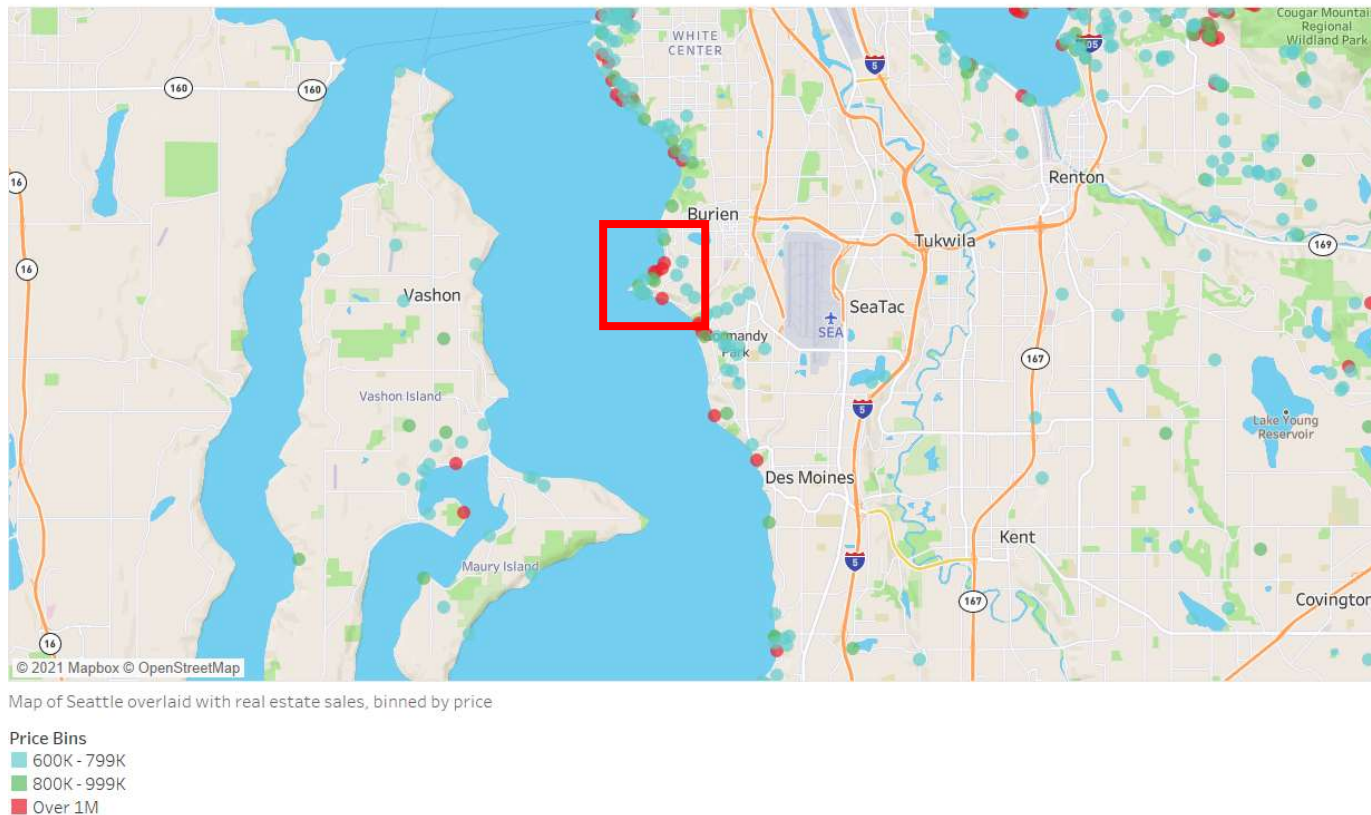 WHITE
CENTER
Cougar Mountain
Regional
Wildland Park
5
160
160
16
Renton
Burien
Tukwila
169
16
Vashon
SeaTac
SEA
Park
167
Vashon Island
5
Lake Young
Reservoir
Des Moines
Kent
5
Maury Island
167
Covington
16
© 2021 Mapbox © OpenStreetMap
Map of Seattle overlaid with real estate sales, binned by price
Price Bins
600K - 799K
800K - 999K
Over 1M